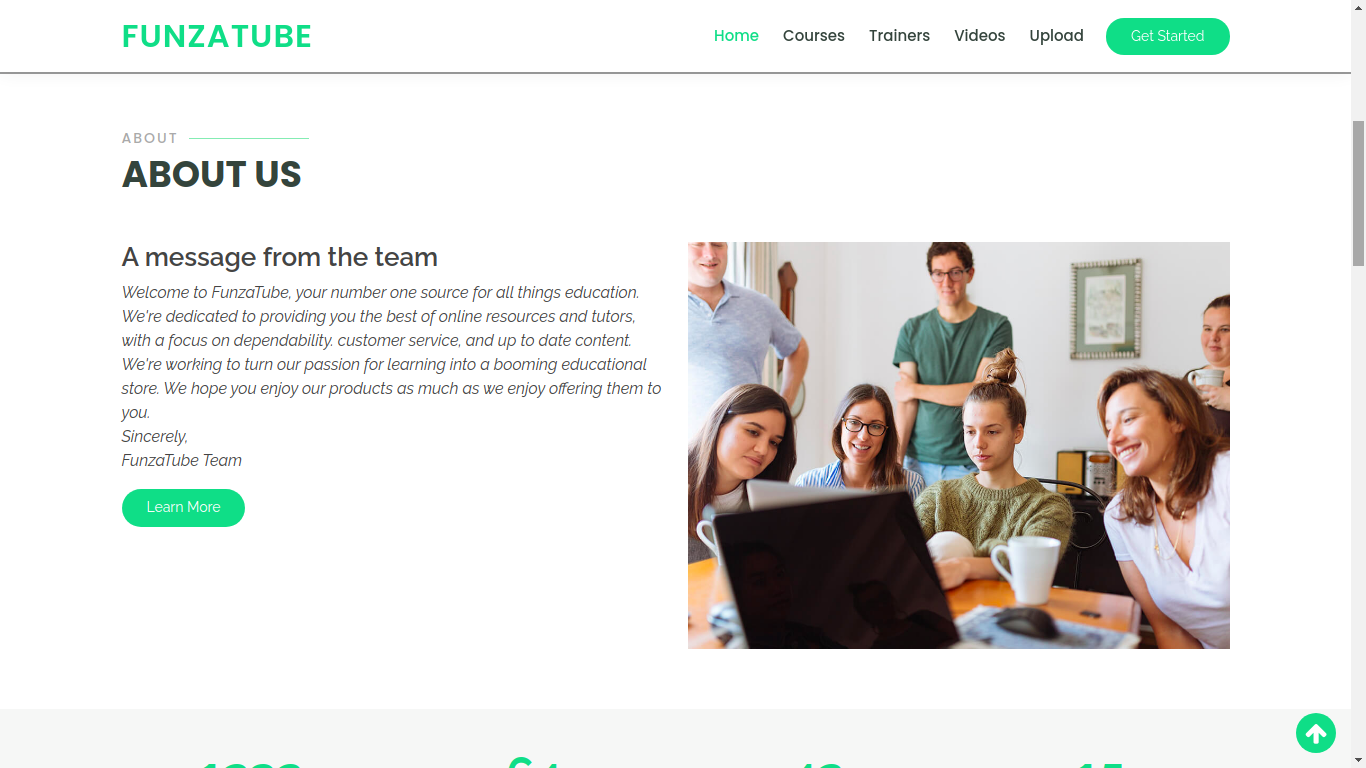 FUNZATUBE
Home Courses Trainers Videos Upload Get Started
ABOUT
ABOUT US
A message from the team
Welcome to FunzaTube, your number one source for all things education.
We're dedicated to providing you the best of online resources and tutors,
with a focus on dependability. customer service, and up to date content.
We're working to turn our passion for learning into a booming educational
store. We hope you enjoy our products as much as we enjoy offering them to
you.
Sincerely,
FunzaTube Team
Learn More